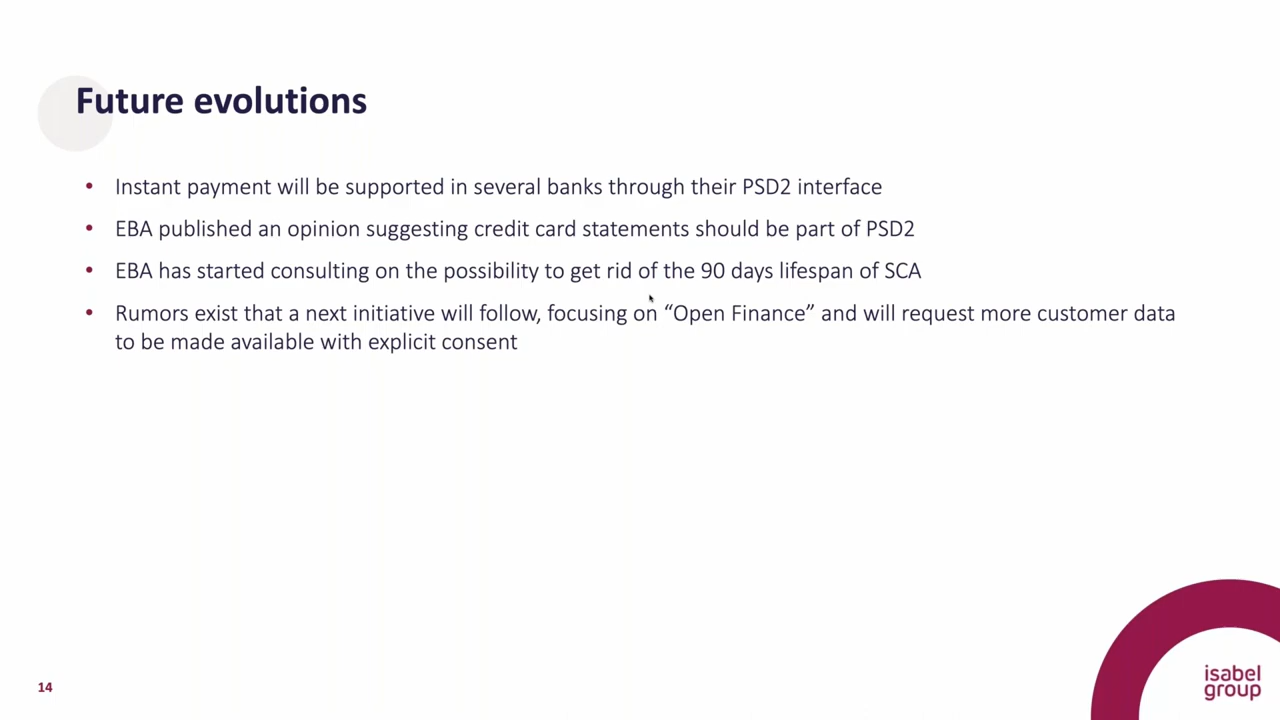 Future evolutions
• Instant payment will be supported in several banks through their PSD2 interface
• EBA published an opinion suggesting credit card statements should be part of PSD2
• EBA has started consulting on the possibility to get rid of the 90 days lifespan of SCA
• Rumors exist that a next initiative will follow, focusing on “Open Finance” and will request more customer data
to be made available with explicit consent
14
isabel
group